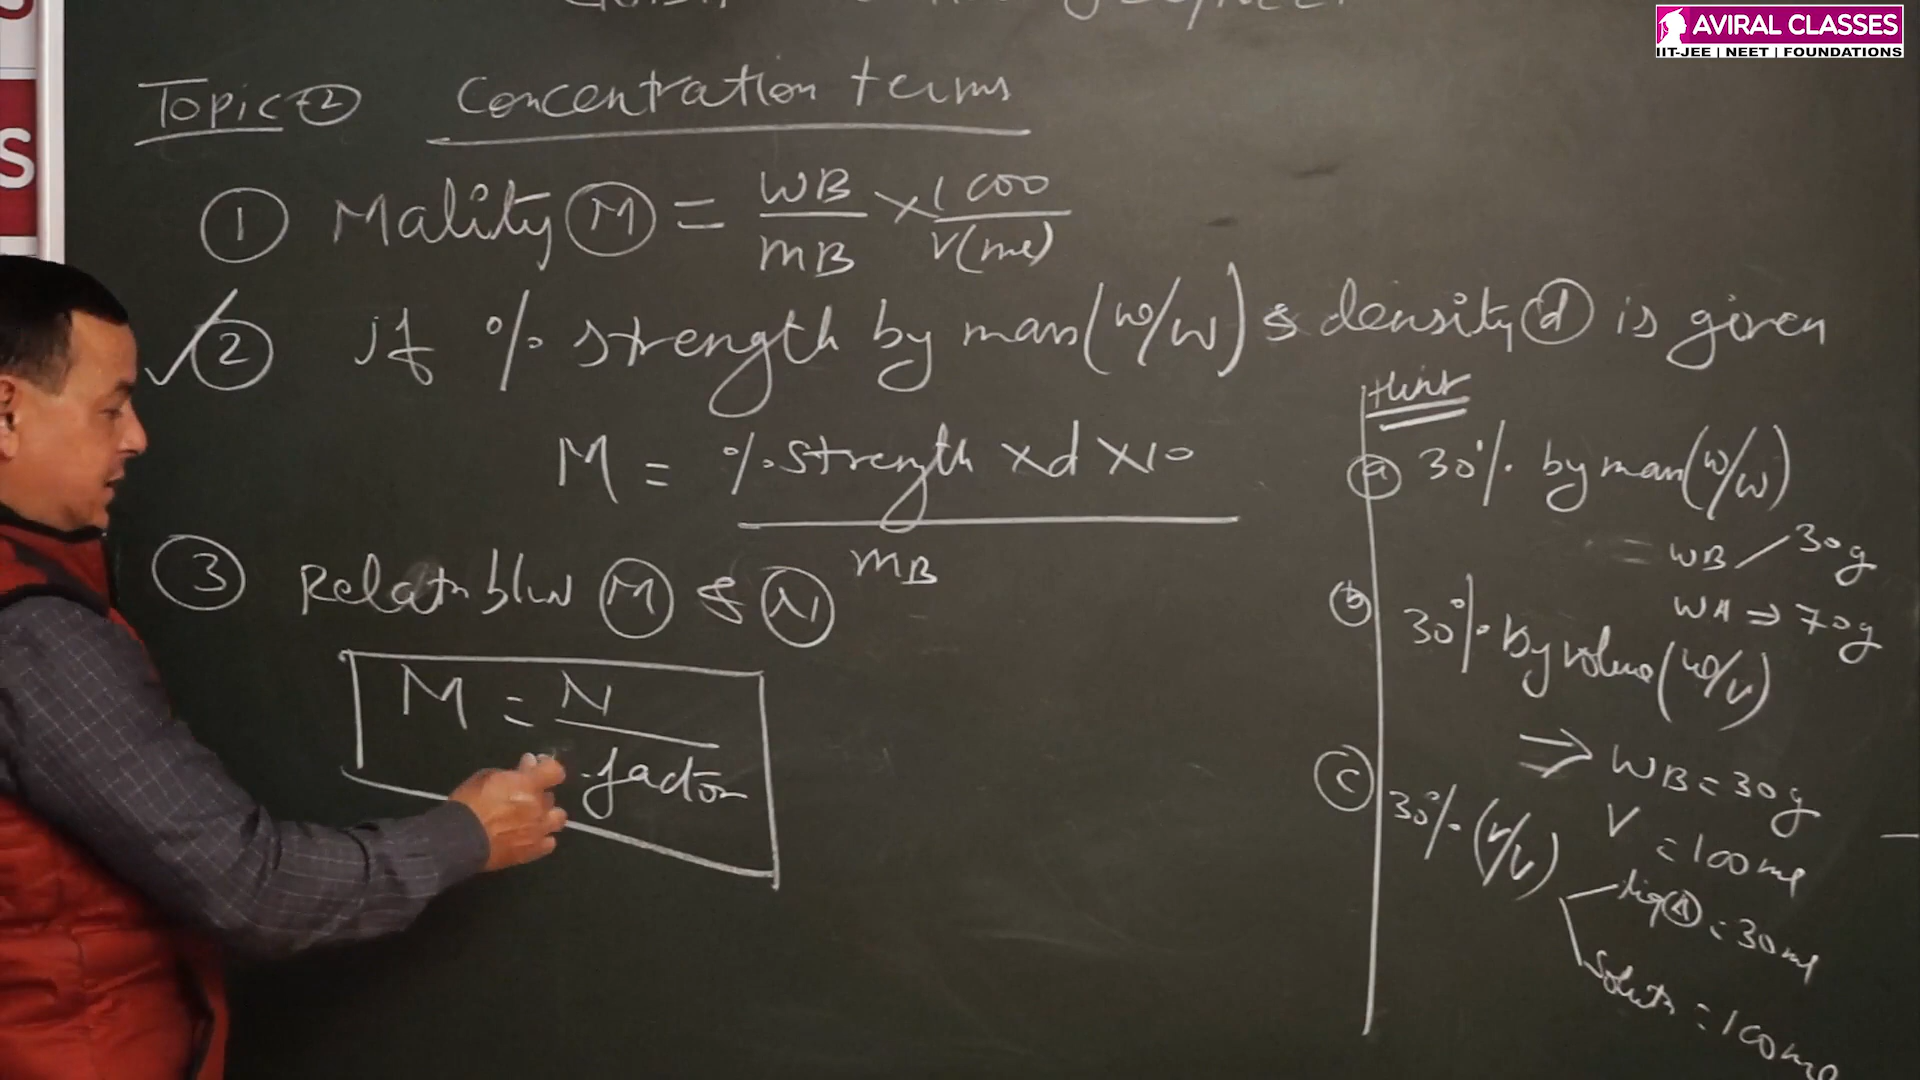 AVIRAL CLASSES
IIT-JEE | NEET | FOUNDATIONS
S
Topic-2 Concentration terms
1 Mality M = WB/mB × 1000/V(ml)
2 if % strength by mass (w/W) & density d is given
M = % strength × d × 10 / mB
3 Relatn b/w M & N
M = N / -factor
Hint
a 30% by mass (w/W)
= WB 30g
WA ⇒ 70g
b 30% By volume (w/V)
⇒ WB = 30g
V = 100ml
c 30% (V/V)
liq A = 30ml
Solutn = 100ml